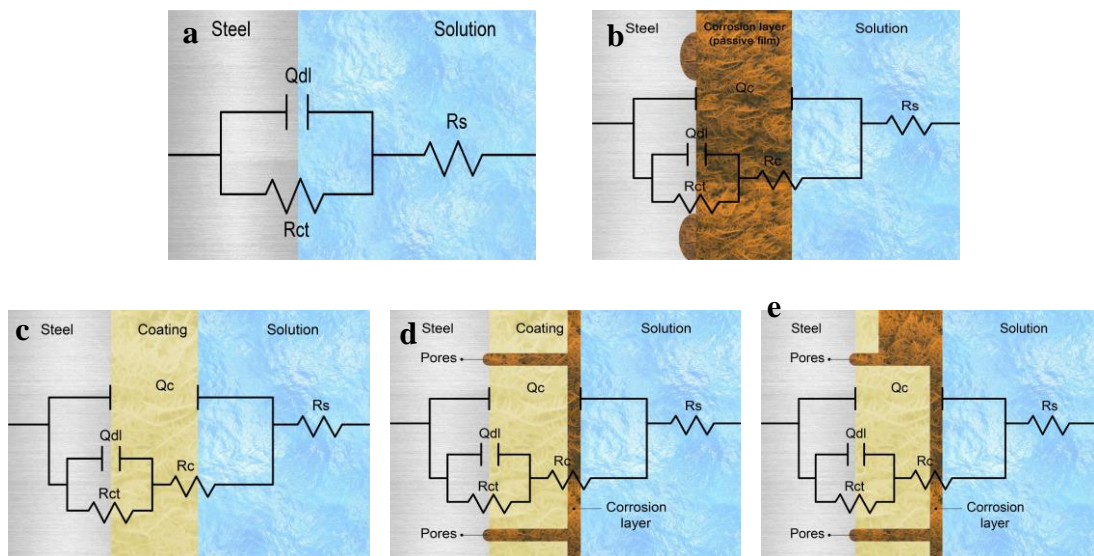 a
Steel
Solution
Qdl
Rs
Rct
b
Steel
Corrosion layer
(passive film)
Solution
Qc
Rs
Qdl
Rc
Rct
c
Steel
Coating
Solution
Qc
Rs
Qdl
Rc
Rct
d
Steel
Coating
Solution
Pores
Qc
Rs
Qdl
Rc
Rct
Corrosion
layer
Pores
e
Steel
Solution
Pores
Qc
Rs
Qdl
Rc
Rct
Corrosion
layer
Pores